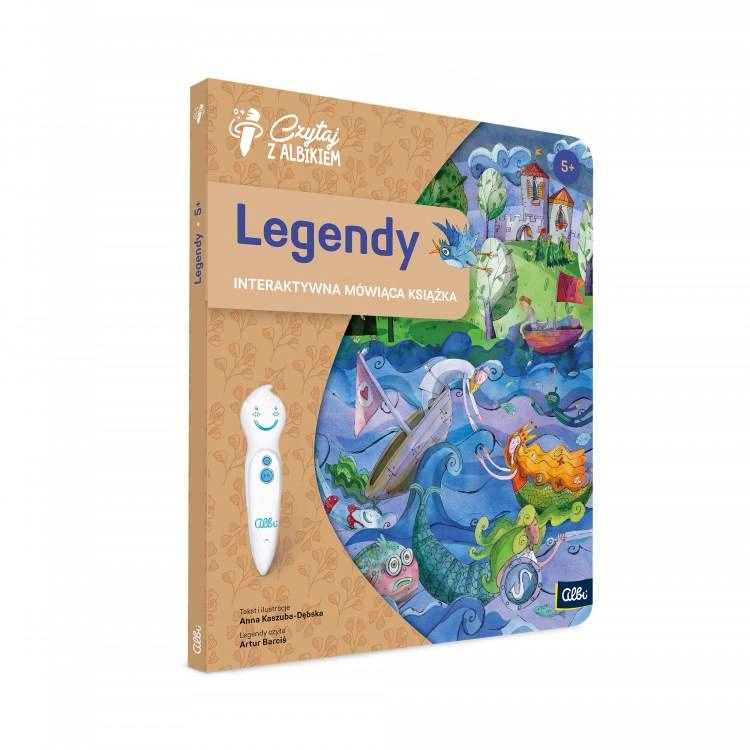 Czytaj
Z ALBIKIEM
5+
Legendy
INTERAKTYWNA MÓWIĄCA KSIĄŻKA
Legendy • 5+
albi
Tekst i ilustracje
Anna Kaszuba-Dębska
Legendy czyta
Artur Barciś
Albi
albi